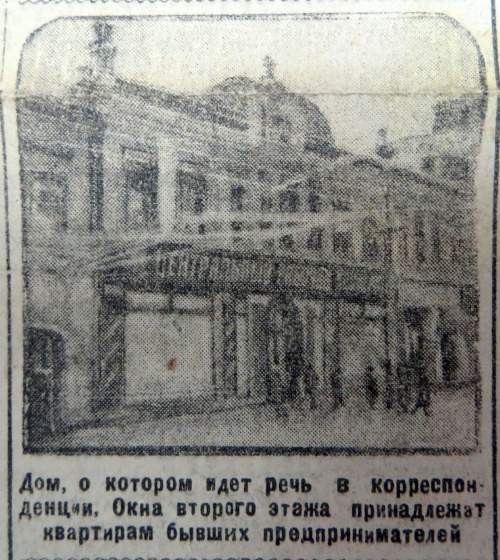 Дом, о котором идет речь в корреспон-
денции. Окна второго этажа принадлежат
квартирам бывших предпринимателей